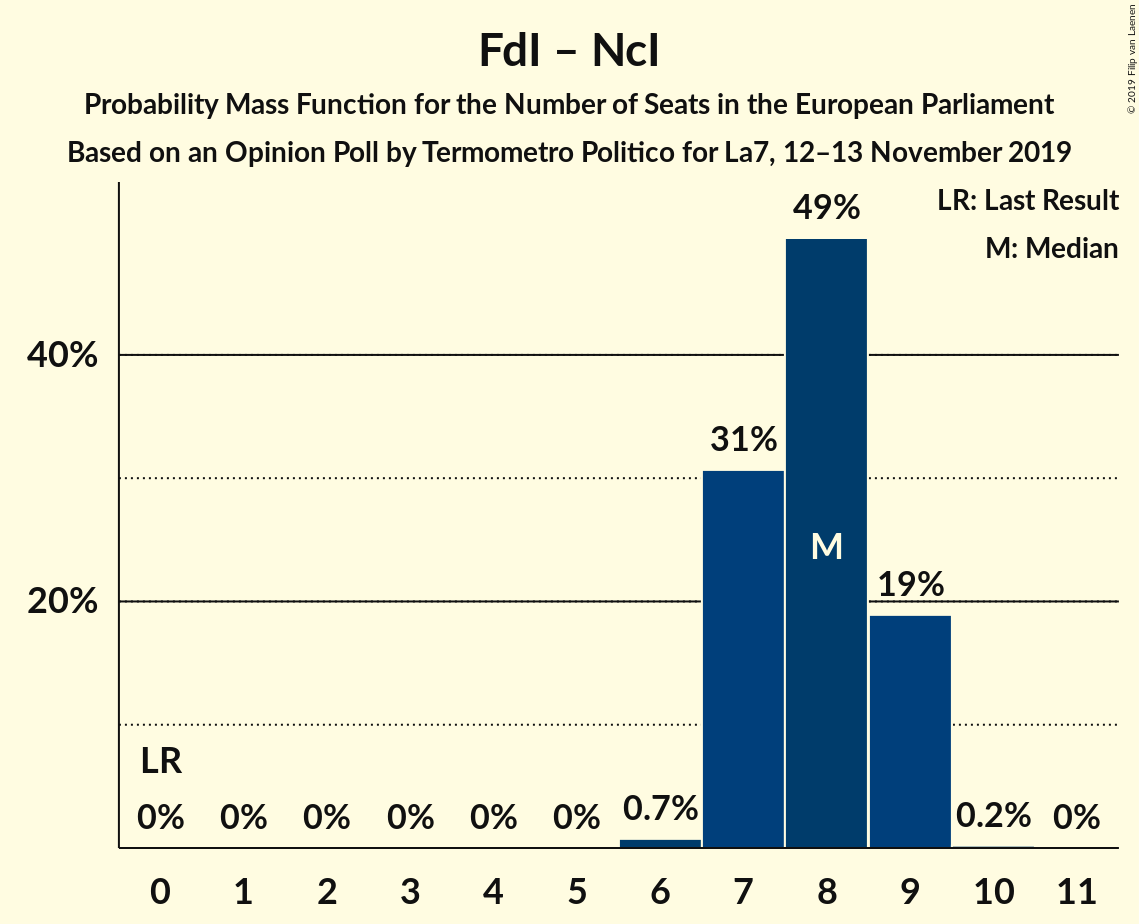 FdI – NcI
Probability Mass Function for the Number of Seats in the European Parliament
Based on an Opinion Poll by Termometro Politico for La7, 12–13 November 2019
© 2019 Filip van Laenen
LR: Last Result
M: Median
49%
40%
31%
M
20%
19%
LR
0% 0% 0% 0% 0% 0% 0.7% 0.2% 0%
0 1 2 3 4 5 6 7 8 9 10 11